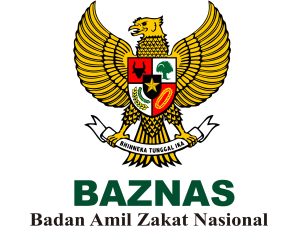 BHINNEKA TUNGGAL IKA
BAZNAS
Badan Amil Zakat Nasional